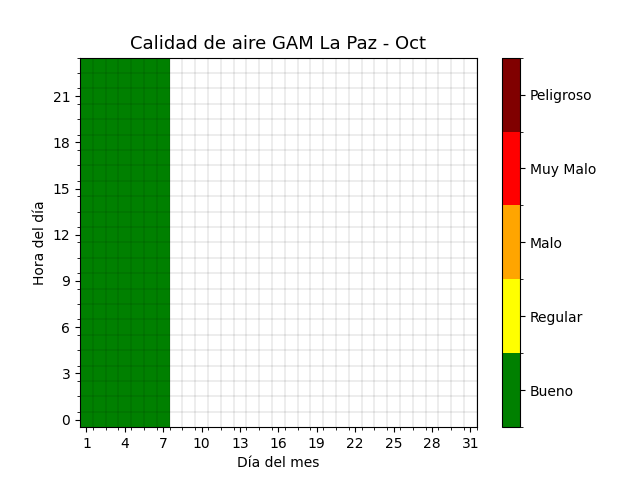 Calidad de aire GAM La Paz - Oct
Hora del día
21
18
15
12
9
6
3
0
1 4 7 10 13 16 19 22 25 28 31
Día del mes
Peligroso
Muy Malo
Malo
Regular
Bueno